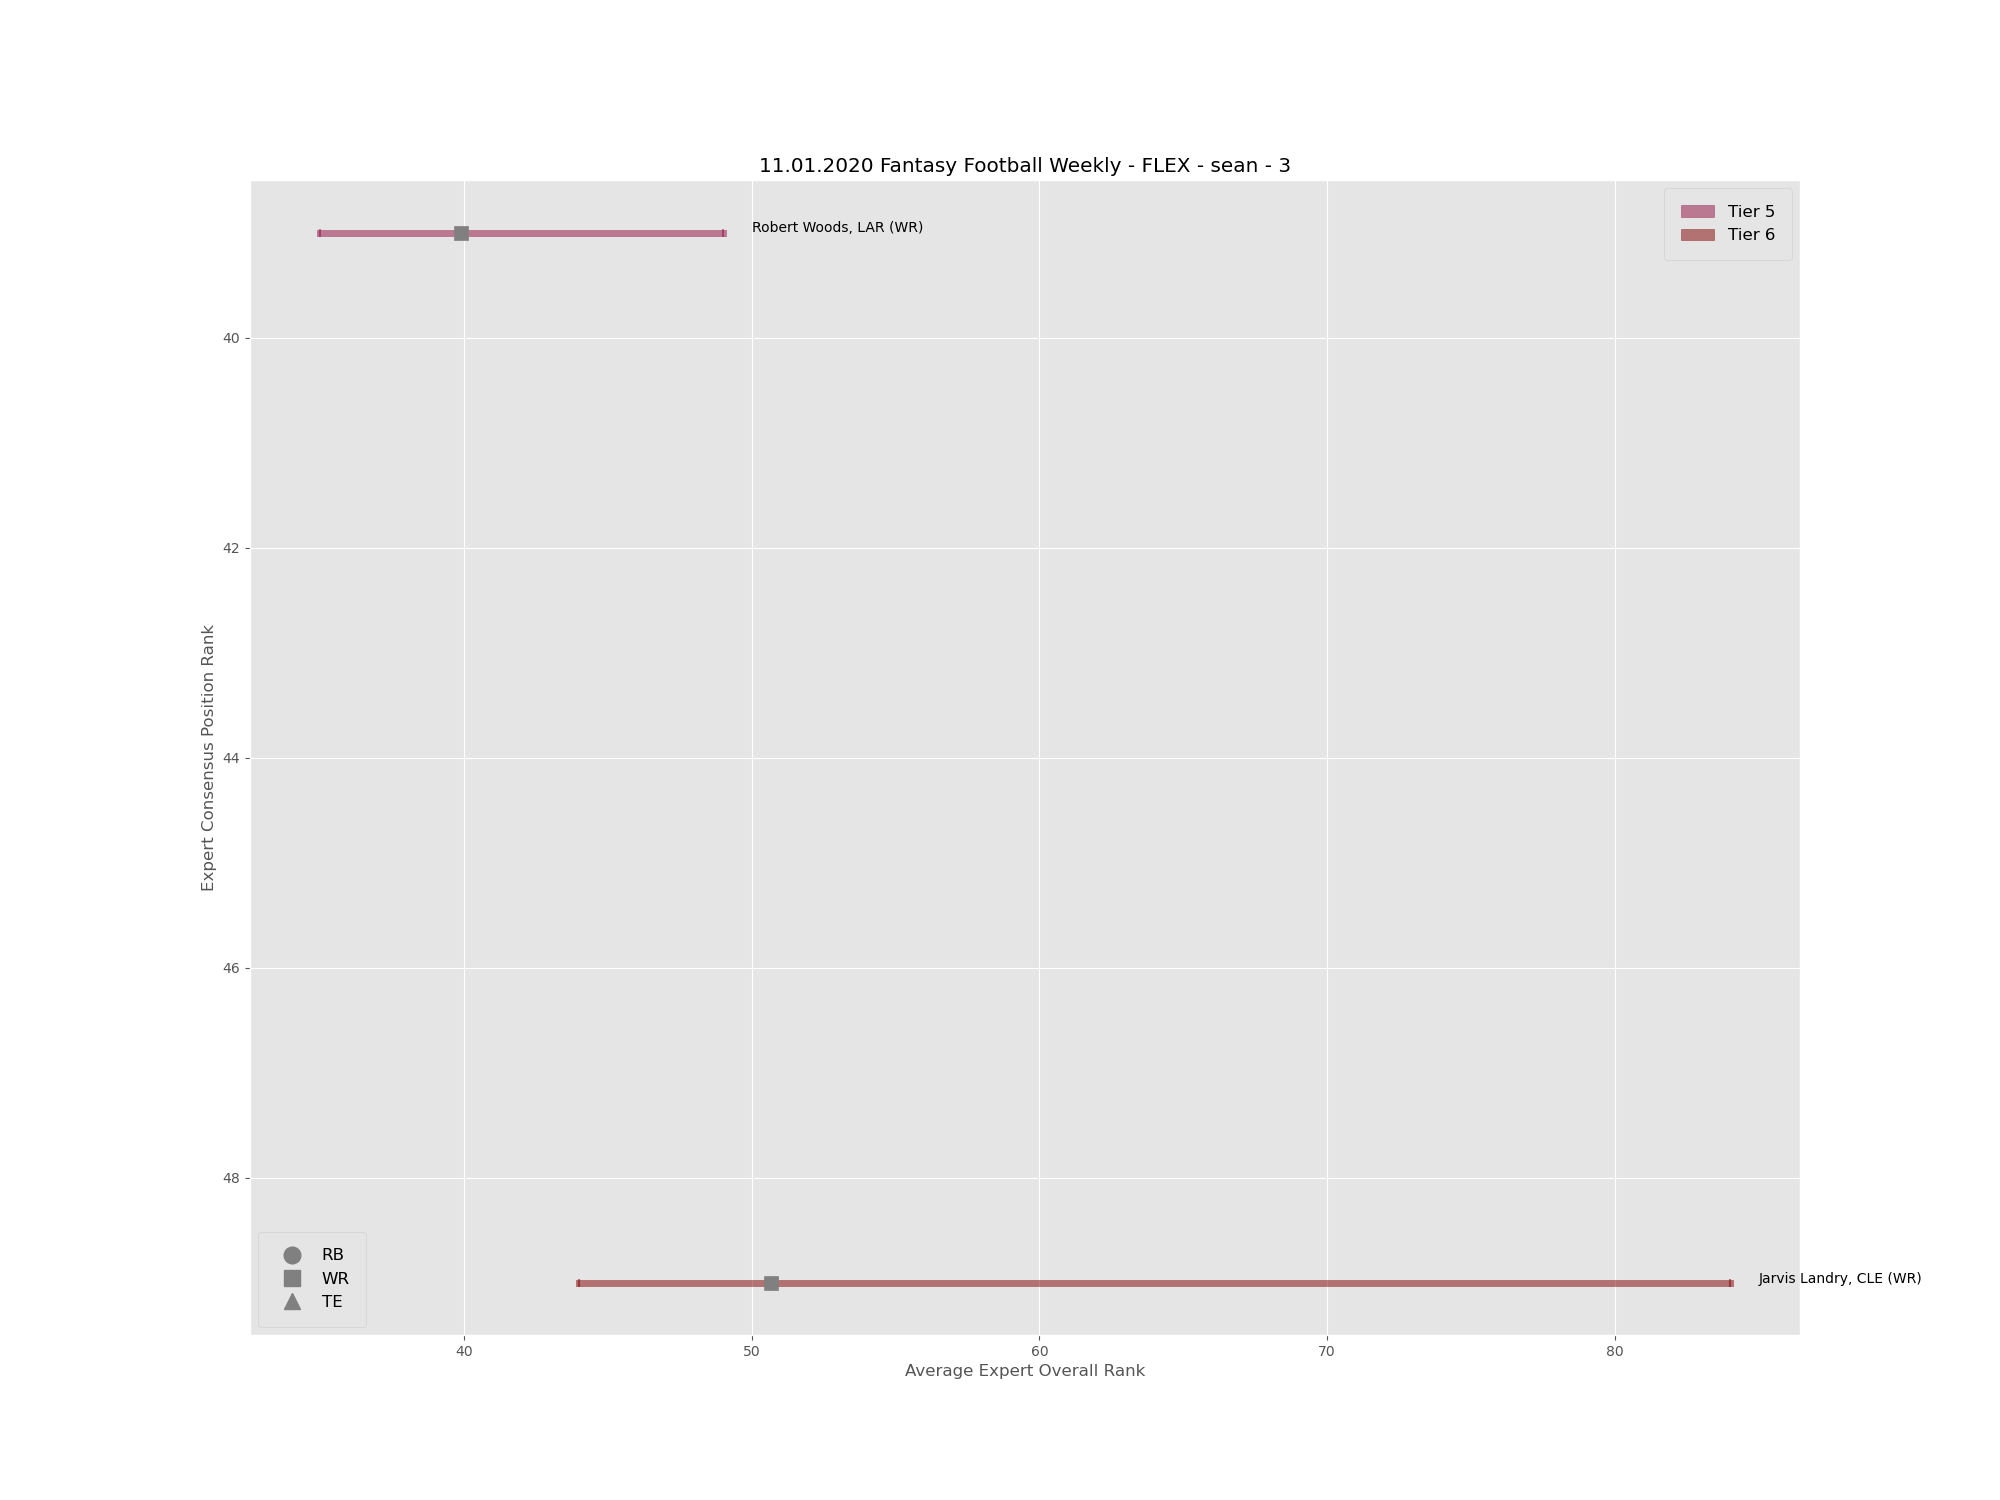 11.01.2020 Fantasy Football Weekly - FLEX - sean - 3
Robert Woods, LAR (WR)
Tier 5
Tier 6
40
42
44
46
48
Expert Consensus Position Rank
RB
WR
TE
Jarvis Landry, CLE (WR)
40
50
60
70
80
Average Expert Overall Rank